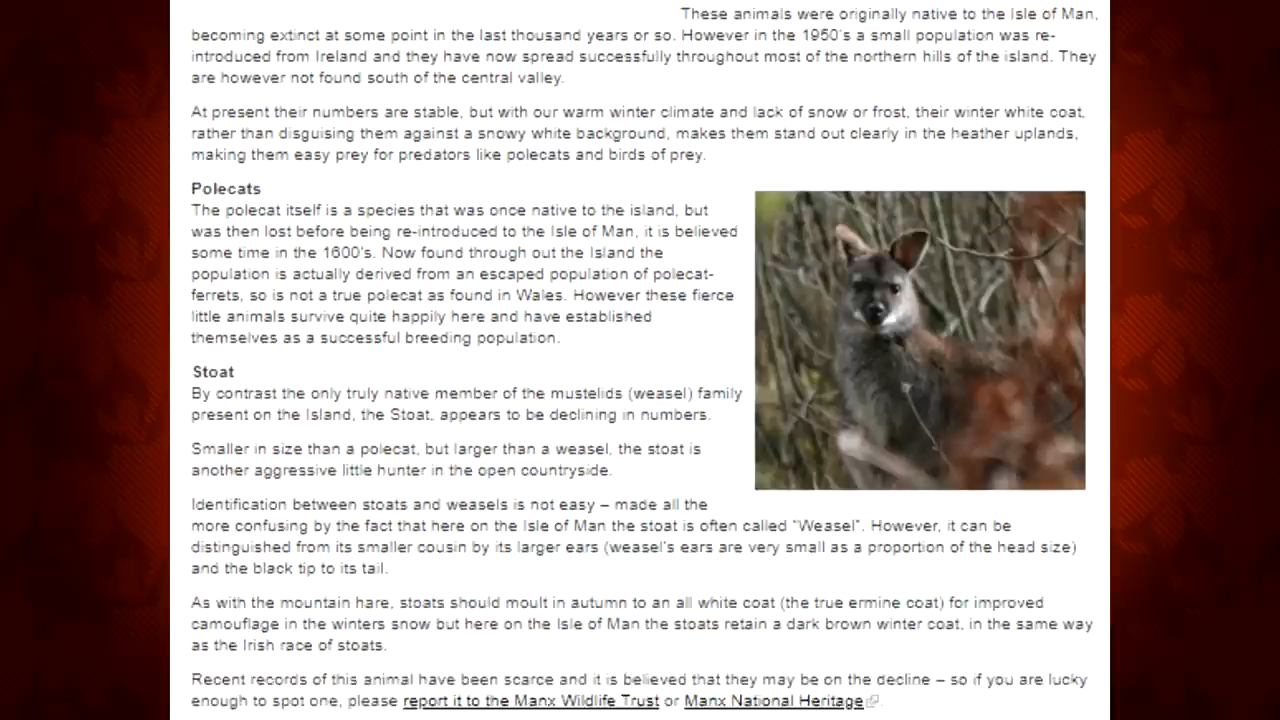 These animals were originally native to the Isle of Man,
becoming extinct at some point in the last thousand years or so. However in the 1950's a small population was re-
introduced from Ireland and they have now spread successfully throughout most of the northern hills of the island. They
are however not found south of the central valley.
At present their numbers are stable, but with our warm winter climate and lack of snow or frost, their winter white coat,
rather than disguising them against a snowy white background, makes them stand out clearly in the heather uplands,
making them easy prey for predators like polecats and birds of prey.
Polecats
The polecat itself is a species that was once native to the island, but
was then lost before being re-introduced to the Isle of Man, it is believed
some time in the 1600's. Now found through out the Island the
population is actually derived from an escaped population of polecat-
ferrets, so is not a true polecat as found in Wales. However these fierce
little animals survive quite happily here and have established
themselves as a successful breeding population.
Stoat
By contrast the only truly native member of the mustelids (weasel) family
present on the Island, the Stoat, appears to be declining in numbers.
Smaller in size than a polecat, but larger than a weasel, the stoat is
another aggressive little hunter in the open countryside.
Identification between stoats and weasels is not easy – made all the
more confusing by the fact that here on the Isle of Man the stoat is often called "Weasel". However, it can be
distinguished from its smaller cousin by its larger ears (weasel's ears are very small as a proportion of the head size)
and the black tip to its tail.
As with the mountain hare, stoats should moult in autumn to an all white coat (the true ermine coat) for improved
camouflage in the winters snow but here on the Isle of Man the stoats retain a dark brown winter coat, in the same way
as the Irish race of stoats.
Recent records of this animal have been scarce and it is believed that they may be on the decline – so if you are lucky
enough to spot one, please report it to the Manx Wildlife Trust or Manx National Heritage.